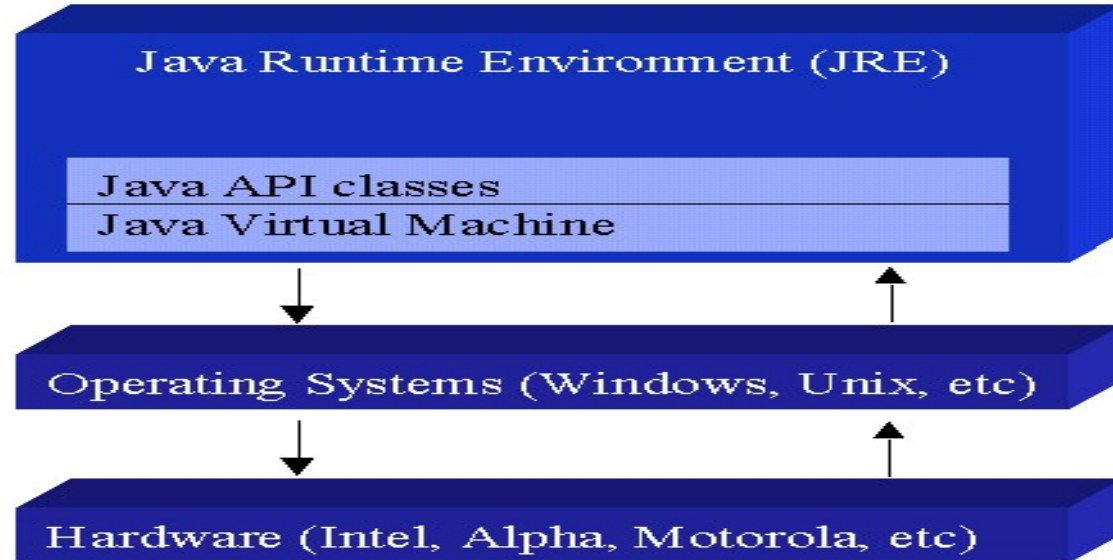 Java Runtime Environment (JRE)
Java API classes
Java Virtual Machine
Operating Systems (Windows, Unix, etc)
Hardware (Intel, Alpha, Motorola, etc)